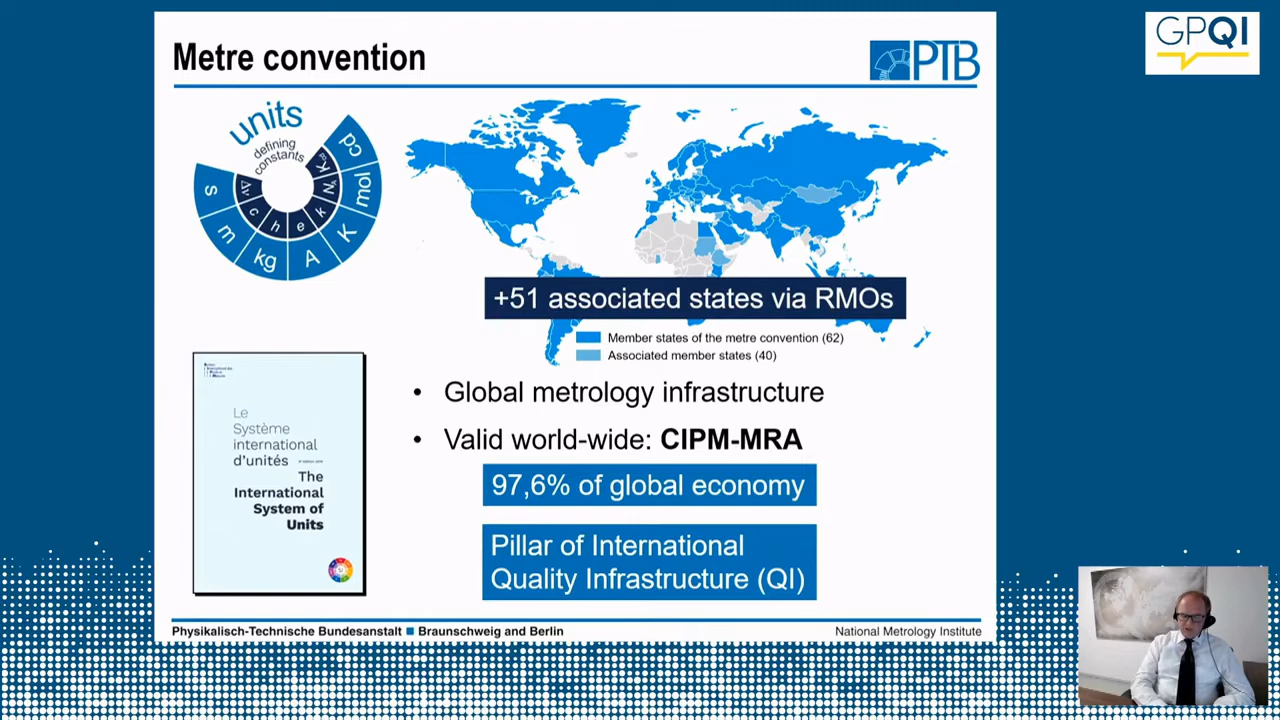 GPQI
Metre convention
PTB
units
defining
constants
s
m
kg
A
K
mol
cd
Δν
c
h
e
k
+51 associated states via RMOs
Member states of the metre convention (62)
Associated member states (40)
Le
Système
international
d'unités
The
International
System of
Units
• Global metrology infrastructure
• Valid world-wide: CIPM-MRA
97,6% of global economy
Pillar of International
Quality Infrastructure (QI)
Physikalisch-Technische Bundesanstalt ■ Braunschweig and Berlin
National Metrology Institute